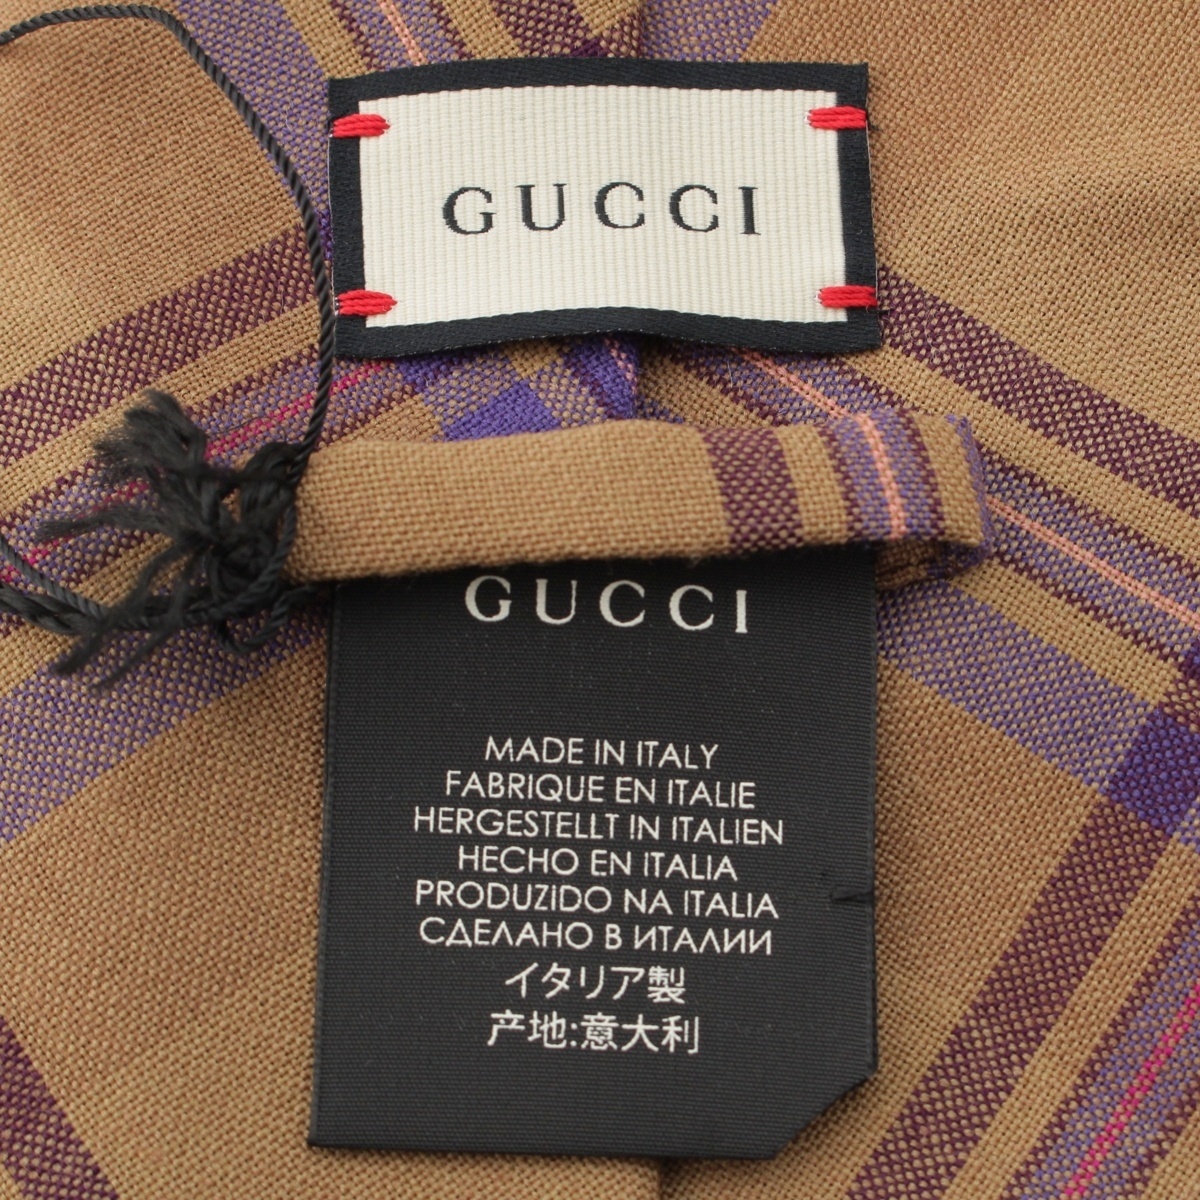 GUCCI
GUCCI
MADE IN ITALY
FABRIQUE EN ITALIE
HERGESTELLT IN ITALIEN
HECHO EN ITALIA
PRODUZIDO NA ITALIA
СДЕЛАНО В ИТАЛИИ
イタリア製
产地:意大利